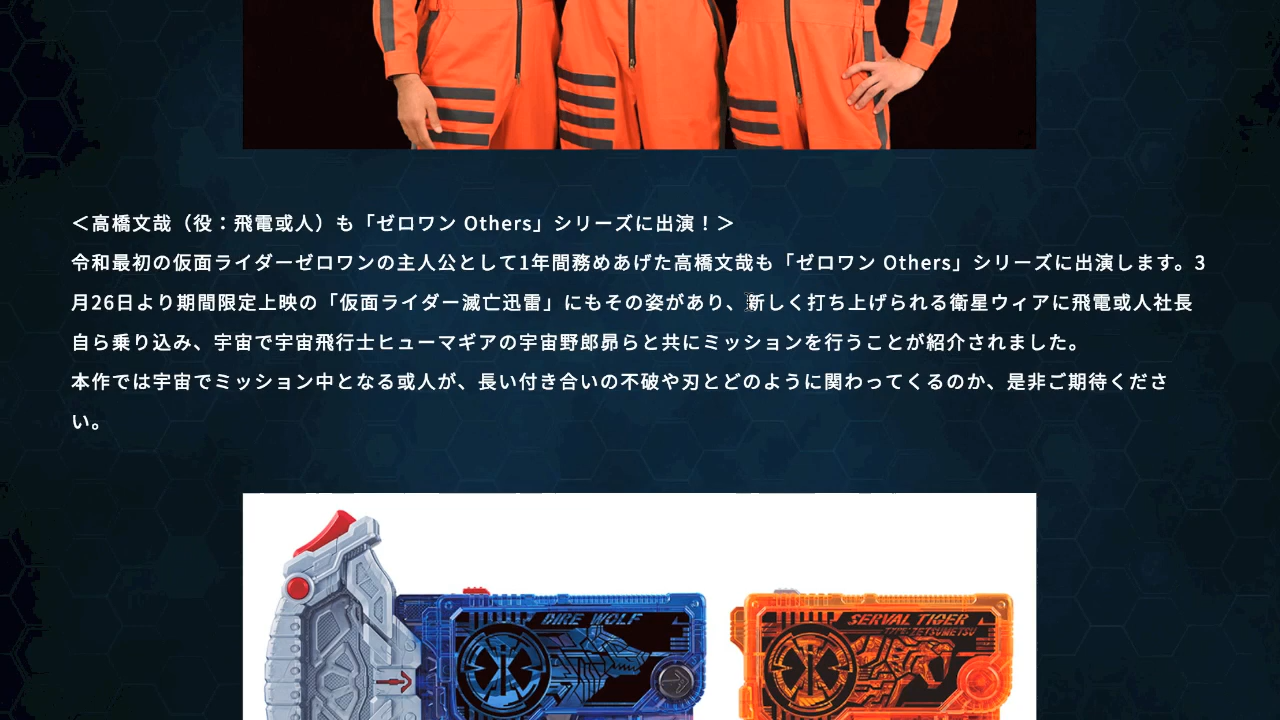 ＜高橋文哉（役：飛電或人）も「ゼロワン Others」シリーズに出演！＞
令和最初の仮面ライダーゼロワンの主人公として1年間務めあげた高橋文哉も「ゼロワン Others」シリーズに出演します。3
月26日より期間限定上映の「仮面ライダー滅亡迅雷」にもその姿があり、新しく打ち上げられる衛星ウィアに飛電或人社長
自ら乗り込み、宇宙で宇宙飛行士ヒューマギアの宇宙野郎昴らと共にミッションを行うことが紹介されました。
本作では宇宙でミッション中となる或人が、長い付き合いの不破や刃とどのように関わってくるのか、是非ご期待くださ
い。
DIRE WOLF
SERVAL TIGER
TYPE:ZETSUMETSU